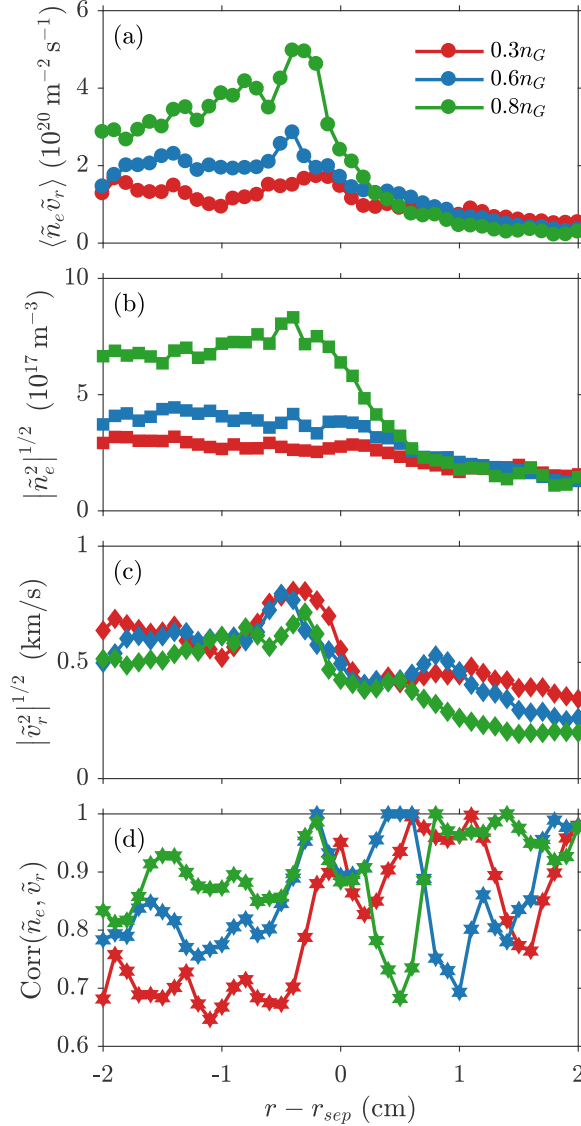 (a)
0.3n_G
0.6n_G
0.8n_G
6
4
2
0
⟨ñ_eṽ_r⟩ (10^20 m^−2 s^−1)
(b)
10
5
0
|ñ_e^2|^1/2 (10^17 m^−3)
(c)
1
0.5
0
|ṽ_r^2|^1/2 (km/s)
(d)
1
0.9
0.8
0.7
0.6
Corr(ñ_e, ṽ_r)
-2 -1 0 1 2
r − r_sep (cm)